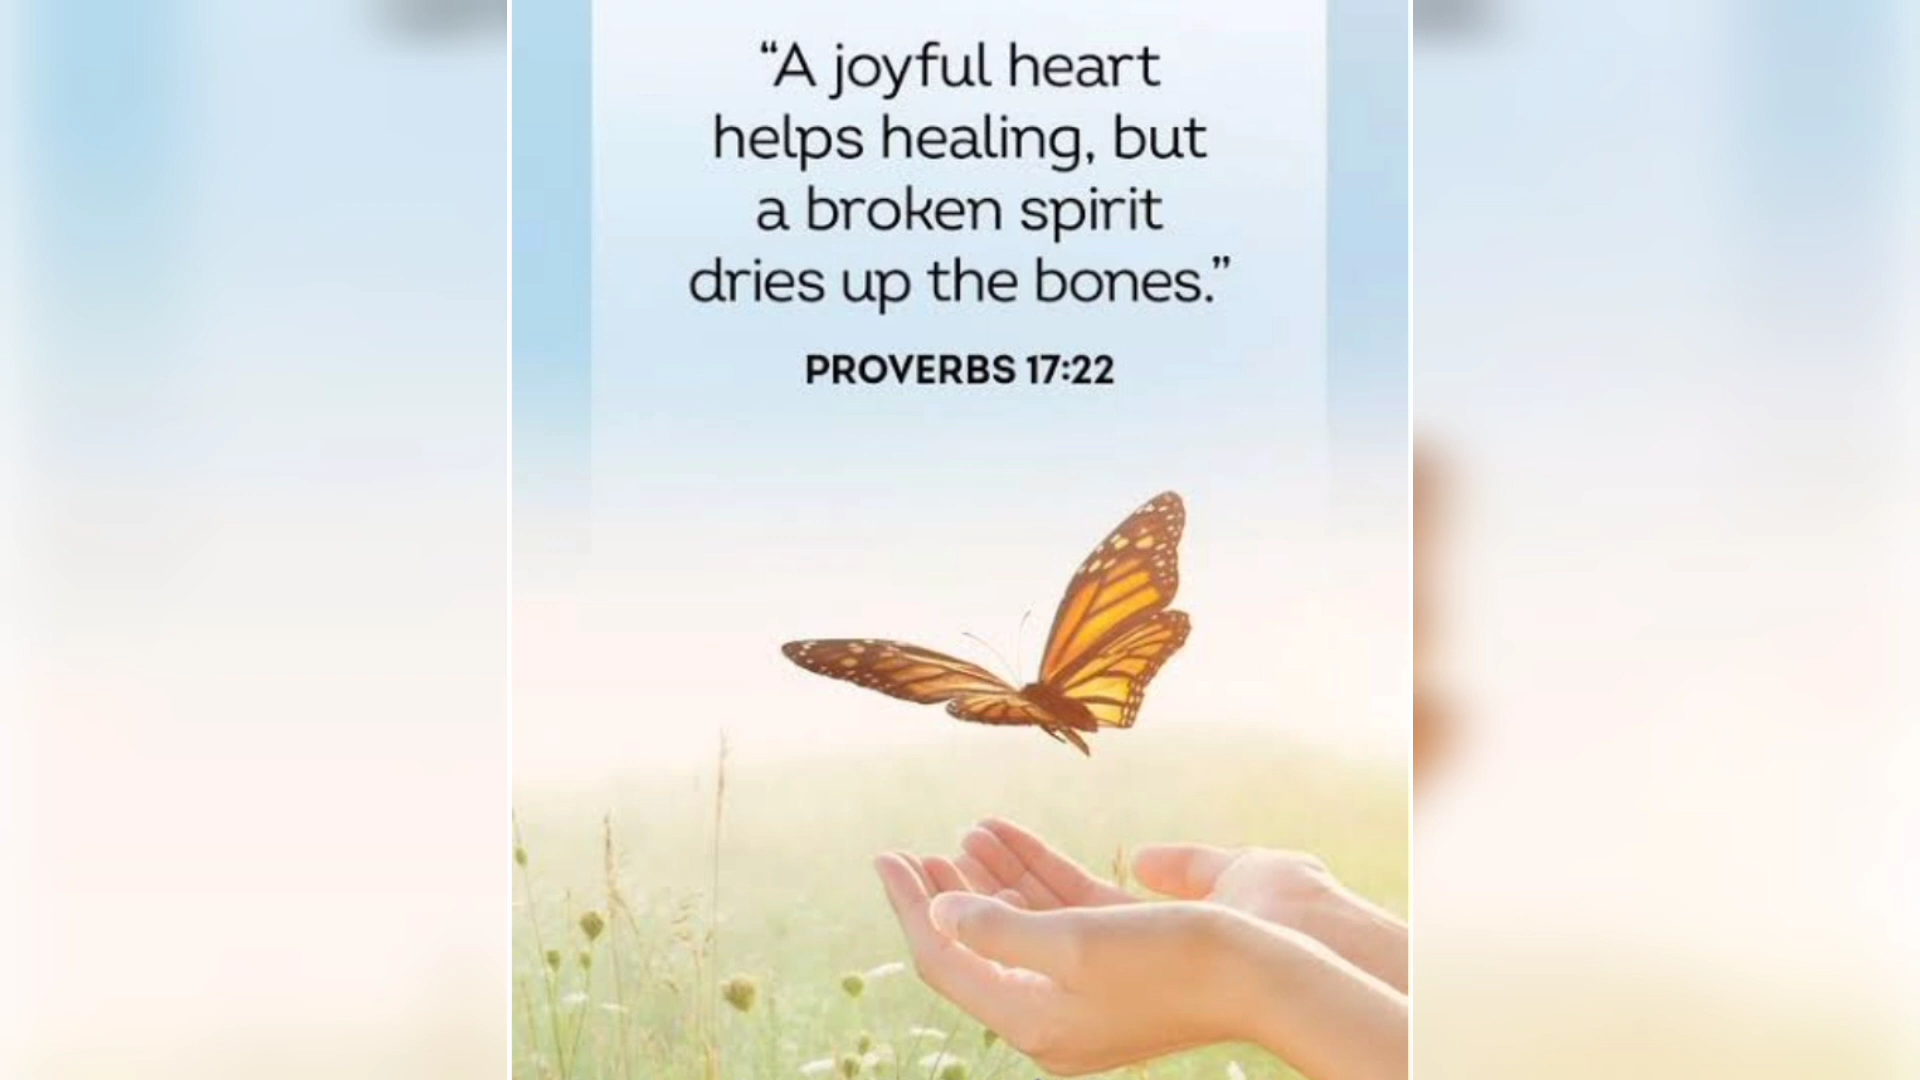 “A joyful heart
helps healing, but
a broken spirit
dries up the bones.”
PROVERBS 17:22